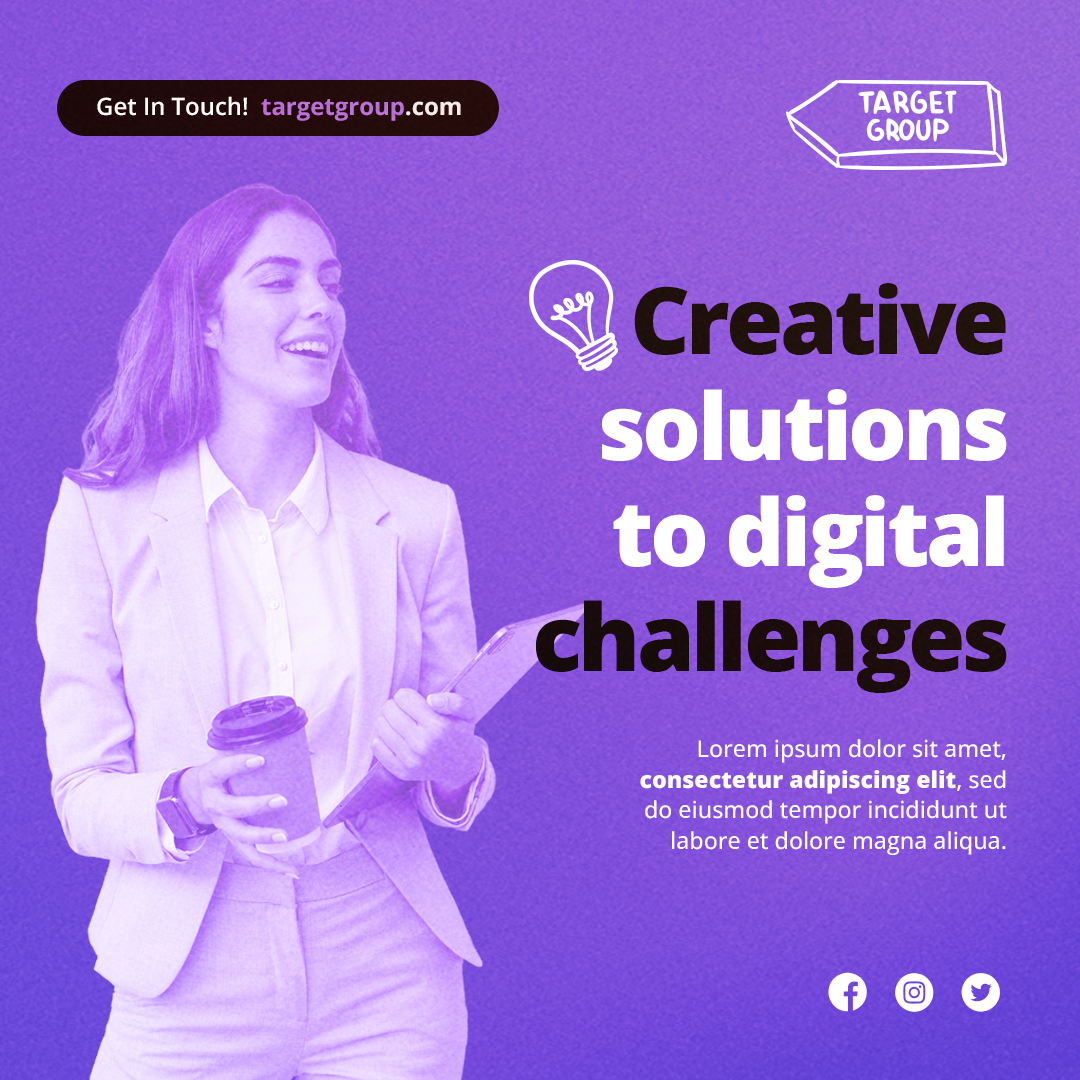 Get In Touch! targetgroup.com
TARGET
GROUP
Creative
solutions
to digital
challenges
Lorem ipsum dolor sit amet,
consectetur adipiscing elit, sed
do eiusmod tempor incididunt ut
labore et dolore magna aliqua.